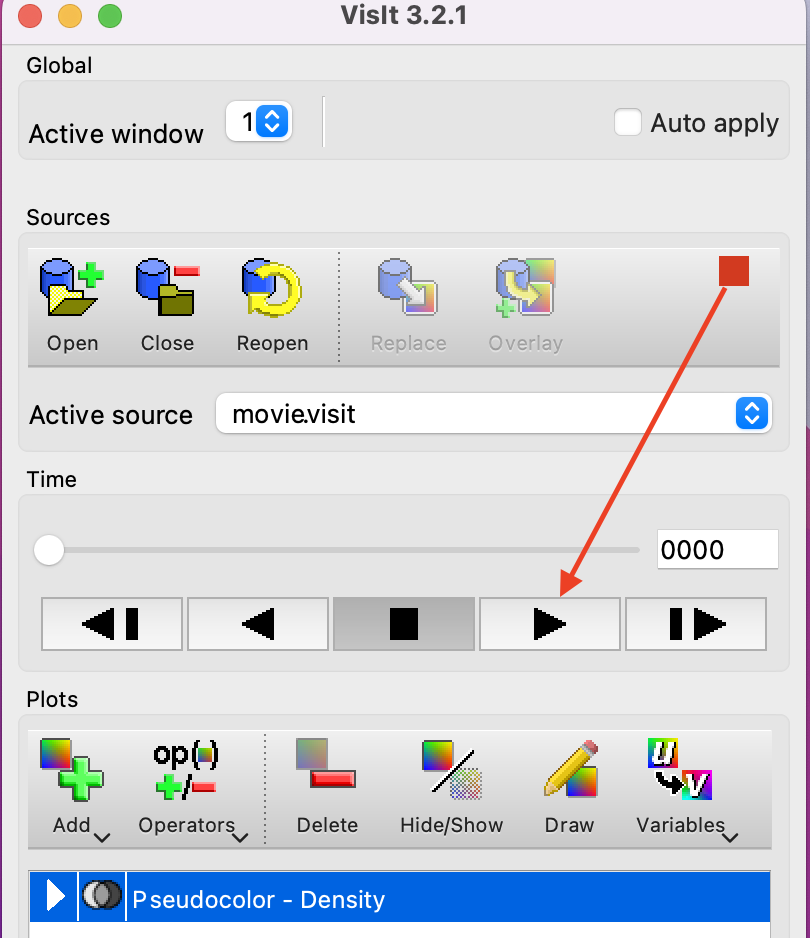 VisIt 3.2.1
Global
Active window 1 Auto apply
Sources
Open Close Reopen Replace Overlay
Active source movie.visit
Time
0000
Plots
op( )
+/-
u
v
Add Operators Delete Hide/Show Draw Variables
Pseudocolor - Density